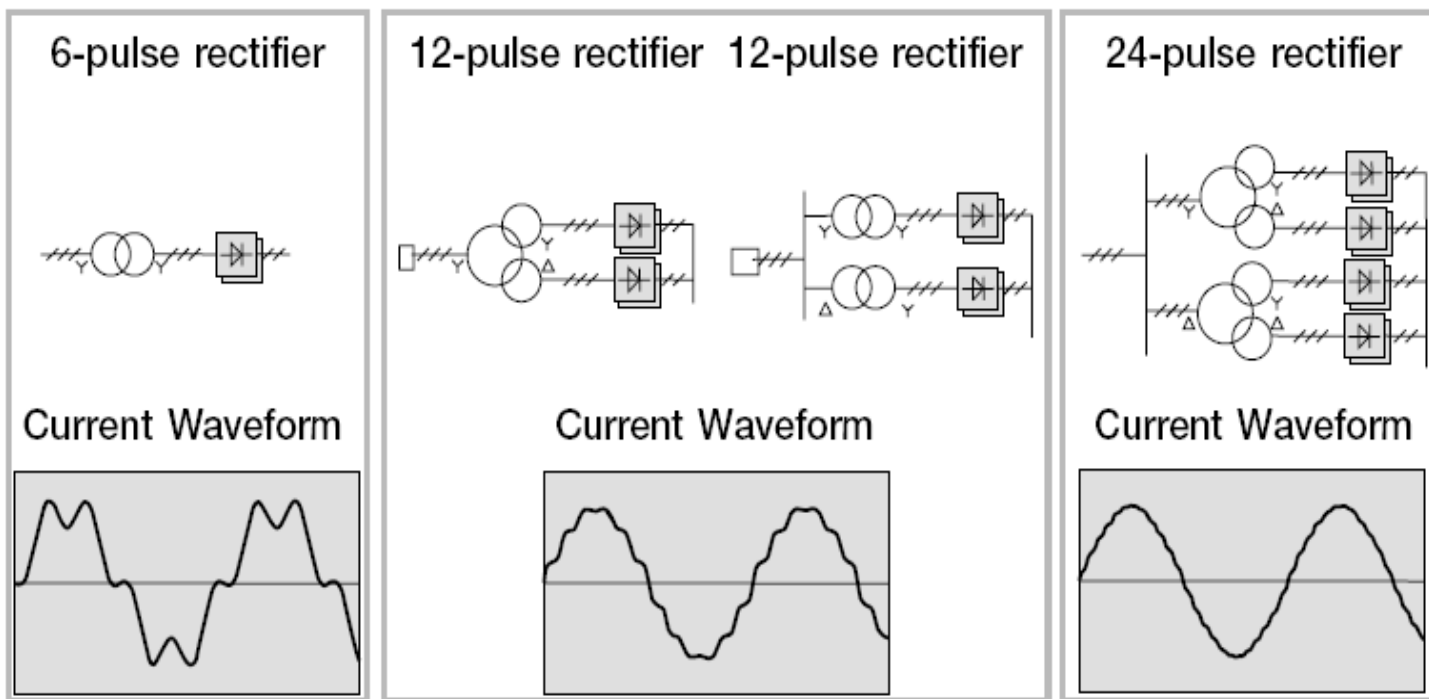 6-pulse rectifier
Y Y
Current Waveform
12-pulse rectifier 12-pulse rectifier
Y Y Δ
Y Y
Δ Y
Current Waveform
24-pulse rectifier
Y Y Δ
Δ Y Δ
Current Waveform